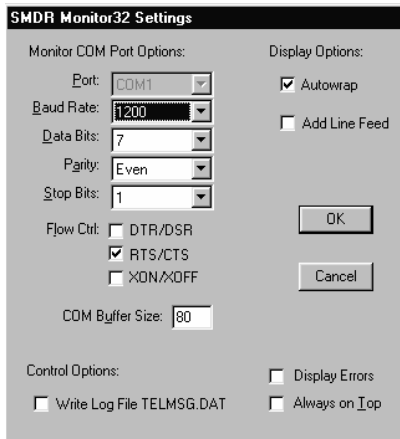 SMDR Monitor32 Settings
Monitor COM Port Options:
Port: COM1
Baud Rate: 1200
Data Bits: 7
Parity: Even
Stop Bits: 1
Flow Ctrl: DTR/DSR
RTS/CTS
XON/XOFF
COM Buffer Size: 80
Display Options:
Autowrap
Add Line Feed
OK
Cancel
Control Options:
Write Log File TELMSG.DAT
Display Errors
Always on Top